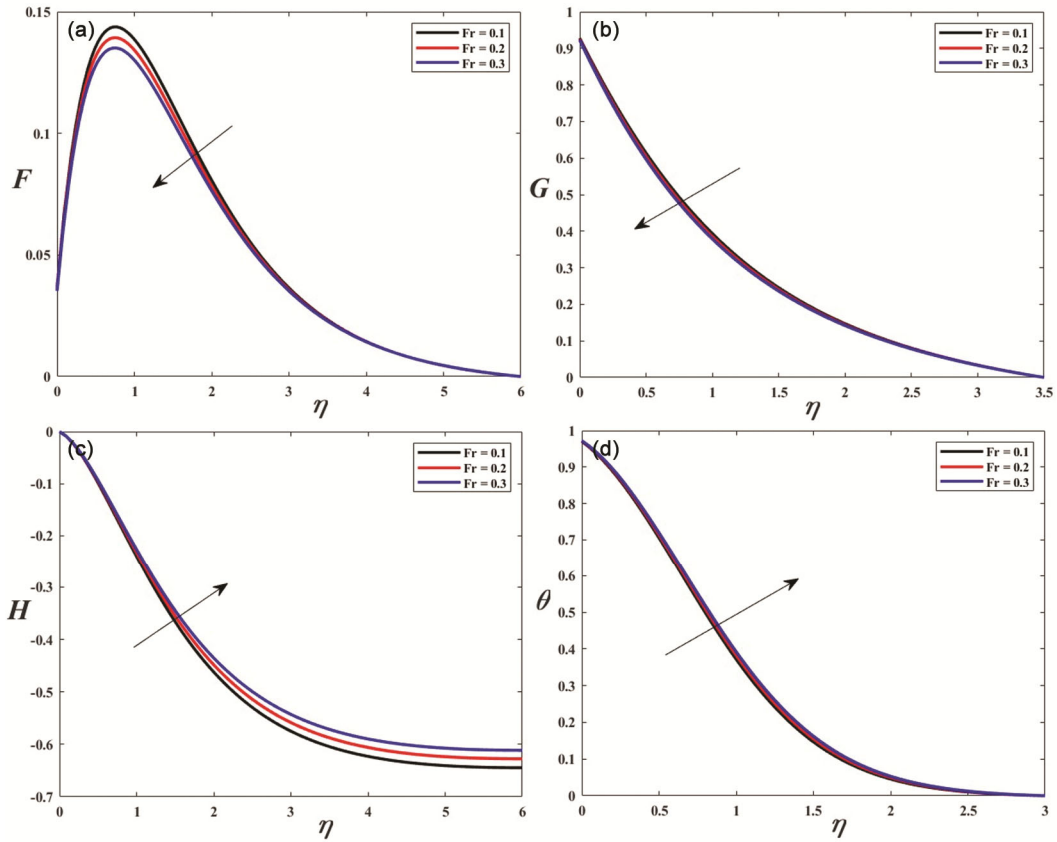 (a)
0.15
0.1
0.05
0
F
0 1 2 3 4 5 6
η
Fr = 0.1
Fr = 0.2
Fr = 0.3
(b)
1
0.9
0.8
0.7
0.6
0.5
0.4
0.3
0.2
0.1
0
G
0 0.5 1 1.5 2 2.5 3 3.5
η
Fr = 0.1
Fr = 0.2
Fr = 0.3
(c)
0
-0.1
-0.2
-0.3
-0.4
-0.5
-0.6
-0.7
H
0 1 2 3 4 5 6
η
Fr = 0.1
Fr = 0.2
Fr = 0.3
(d)
1
0.9
0.8
0.7
0.6
0.5
0.4
0.3
0.2
0.1
0
θ
0 0.5 1 1.5 2 2.5 3
η
Fr = 0.1
Fr = 0.2
Fr = 0.3